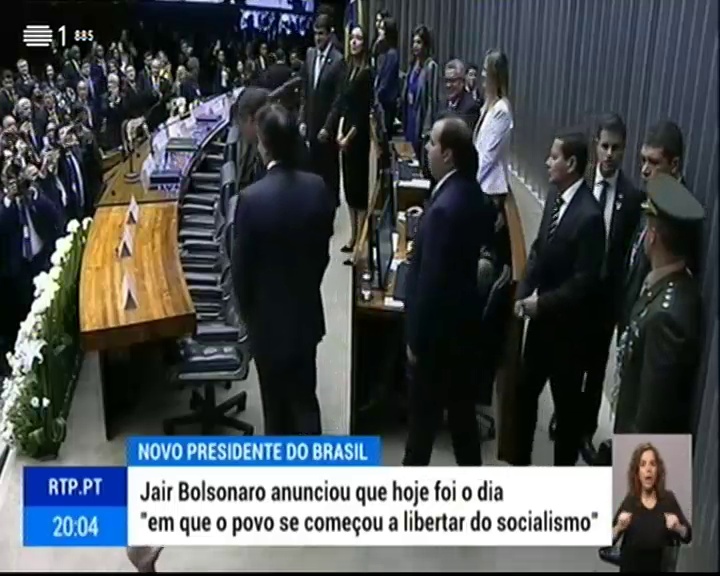 1 885
NOVO PRESIDENTE DO BRASIL
RTP.PT
Jair Bolsonaro anunciou que hoje foi o dia
20:04
"em que o povo se começou a libertar do socialismo"